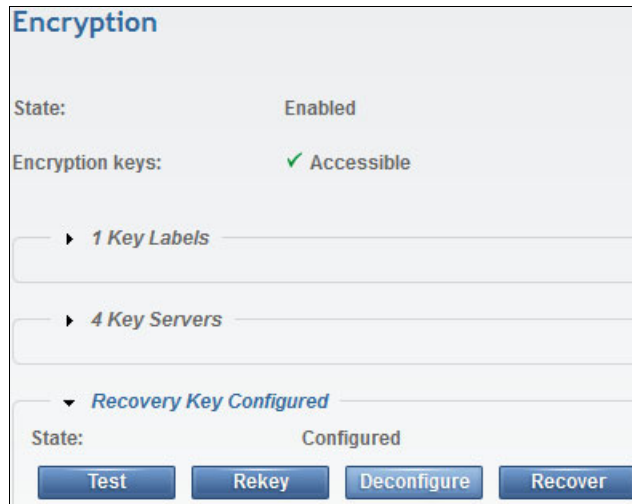 Encryption
State: Enabled
Encryption keys: ✓ Accessible
1 Key Labels
4 Key Servers
Recovery Key Configured
State: Configured
Test Rekey Deconfigure Recover